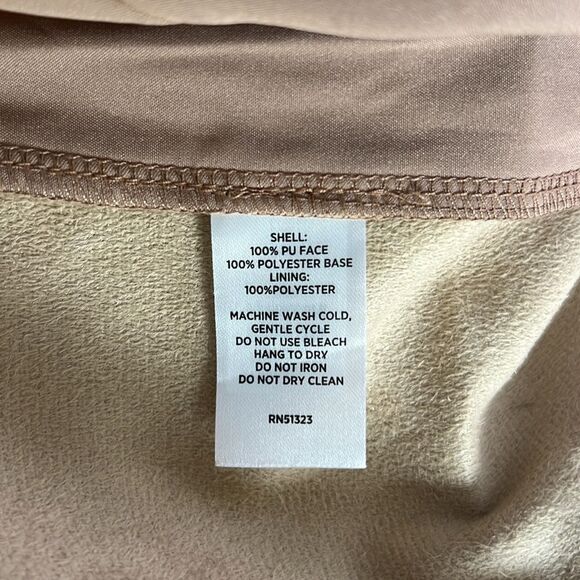 SHELL:
100% PU FACE
100% POLYESTER BASE
LINING:
100%POLYESTER
MACHINE WASH COLD,
GENTLE CYCLE
DO NOT USE BLEACH
HANG TO DRY
DO NOT IRON
DO NOT DRY CLEAN
RN51323